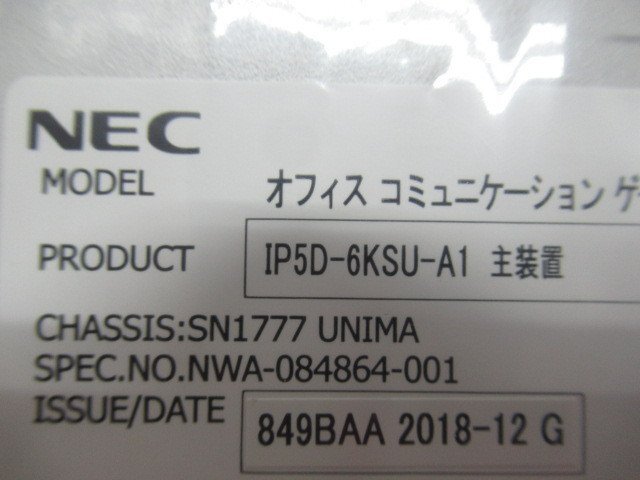 NEC
MODEL オフィス コミュニケーション ゲー
PRODUCT IP5D-6KSU-A1 主装置
CHASSIS:SN1777 UNIMA
SPEC.NO.NWA-084864-001
ISSUE/DATE 849BAA 2018-12 G